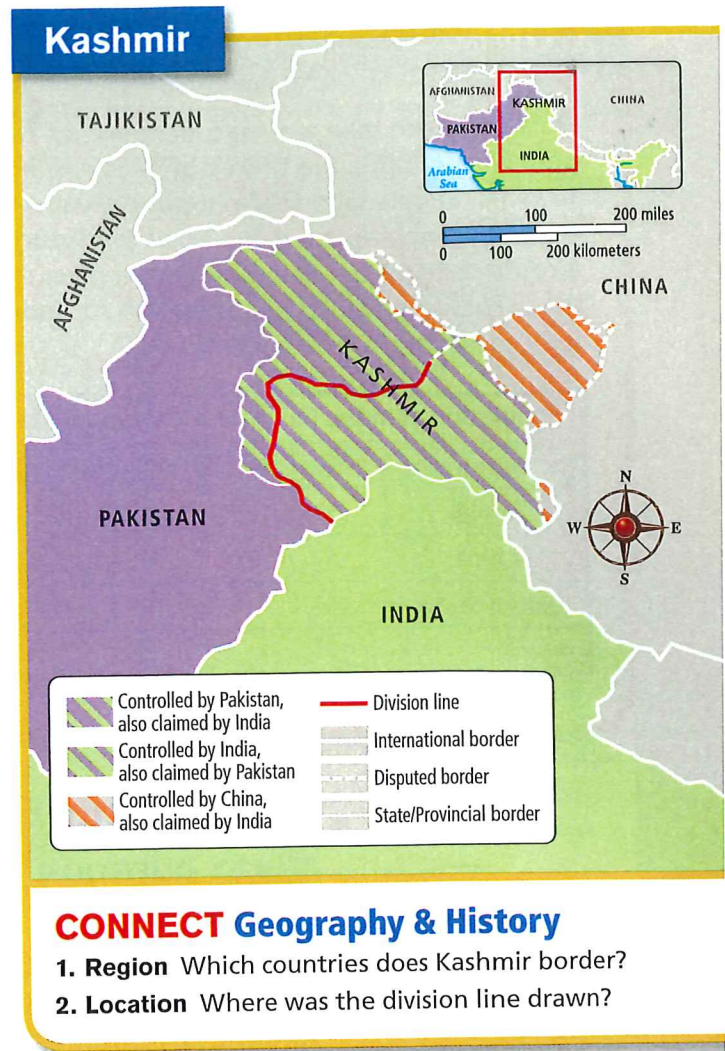 Kashmir
TAJIKISTAN
AFGHANISTAN
KASHMIR
CHINA
PAKISTAN
INDIA
Arabian
Sea
0 100 200 miles
0 100 200 kilometers
AFGHANISTAN
CHINA
KASHMIR
PAKISTAN
N
W E
S
INDIA
Controlled by Pakistan,
also claimed by India
Controlled by India,
also claimed by Pakistan
Controlled by China,
also claimed by India
Division line
International border
Disputed border
State/Provincial border
CONNECT Geography & History
1. Region Which countries does Kashmir border?
2. Location Where was the division line drawn?